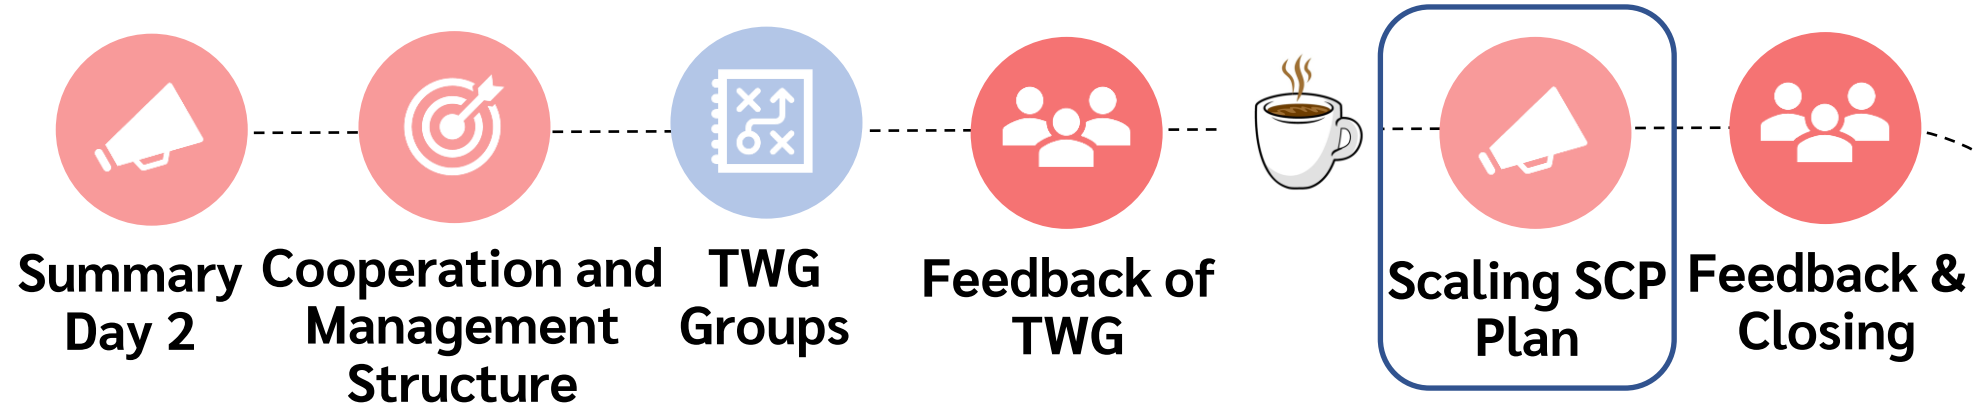 Summary
Day 2
Cooperation and
Management
Structure
TWG
Groups
Feedback of
TWG
Scaling SCP
Plan
Feedback &
Closing